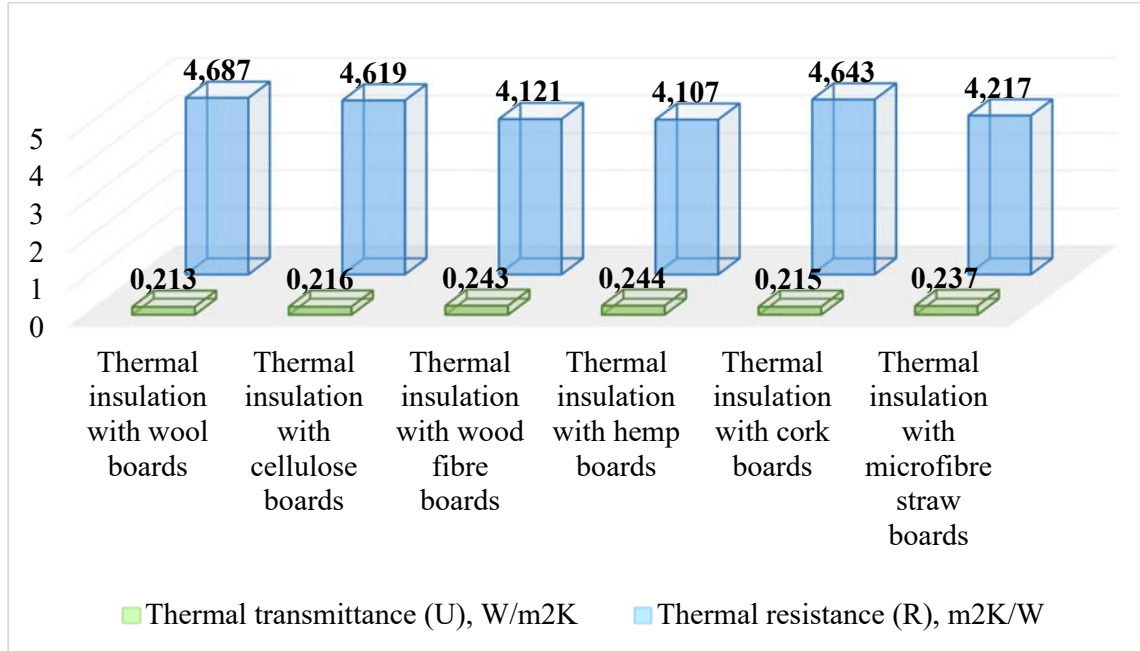 4,687
4,619
4,121
4,107
4,643
4,217
5
4
3
2
1
0
0,213
0,216
0,243
0,244
0,215
0,237
Thermal
insulation
with wool
boards
Thermal
insulation
with
cellulose
boards
Thermal
insulation
with wood
fibre
boards
Thermal
insulation
with hemp
boards
Thermal
insulation
with cork
boards
Thermal
insulation
with
microfibre
straw
boards
Thermal transmittance (U), W/m2K
Thermal resistance (R), m2K/W